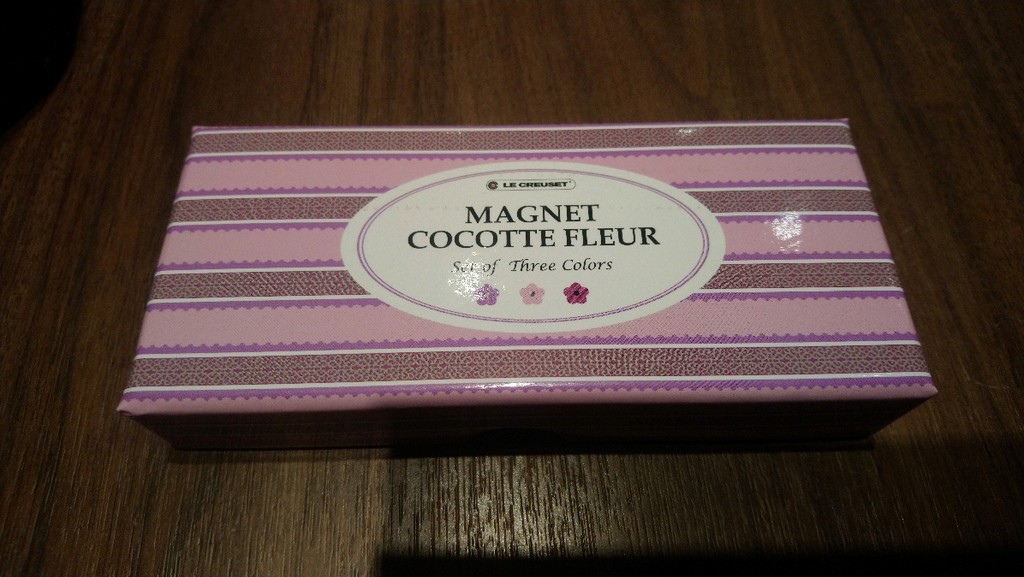 LE CREUSET
MAGNET
COCOTTE FLEUR
Set of Three Colors